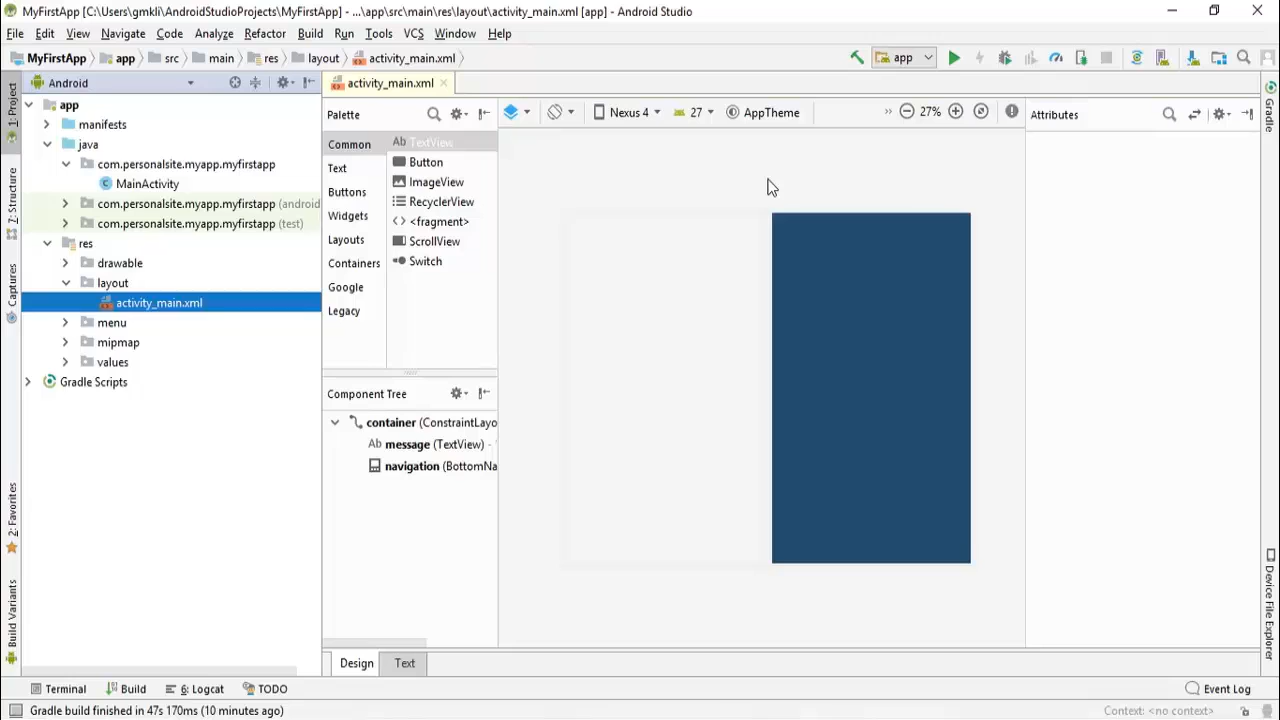 MyFirstApp [C:\Users\gmkli\AndroidStudioProjects\MyFirstApp] - ...\app\src\main\res\layout\activity_main.xml [app] - Android Studio
File Edit View Navigate Code Analyze Refactor Build Run Tools VCS Window Help
MyFirstApp app src main res layout activity_main.xml app
1: Project
7: Structure
Captures
2: Favorites
Build Variants
Android
app
manifests
java
com.personalsite.myapp.myfirstapp
MainActivity
com.personalsite.myapp.myfirstapp (android
com.personalsite.myapp.myfirstapp (test)
res
drawable
layout
activity_main.xml
menu
mipmap
values
Gradle Scripts
activity_main.xml
Palette
Common
Text
Buttons
Widgets
Layouts
Containers
Google
Legacy
Ab TextView
Button
ImageView
RecyclerView
<fragment>
ScrollView
Switch
Component Tree
container (ConstraintLayo
Ab message (TextView) -
navigation (BottomNa
Nexus 4 27 AppTheme 27%
Attributes
Gradle
Device File Explorer
Design Text
Terminal Build 6: Logcat TODO Event Log
Gradle build finished in 47s 170ms (10 minutes ago) Context: <no context>